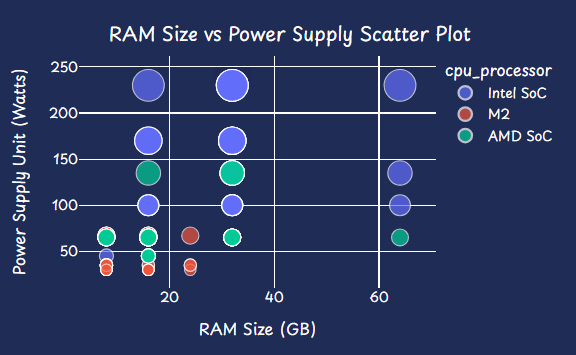 RAM Size vs Power Supply Scatter Plot
cpu_processor
Intel SoC
M2
AMD SoC
Power Supply Unit (Watts)
250
200
150
100
50
20
40
60
RAM Size (GB)